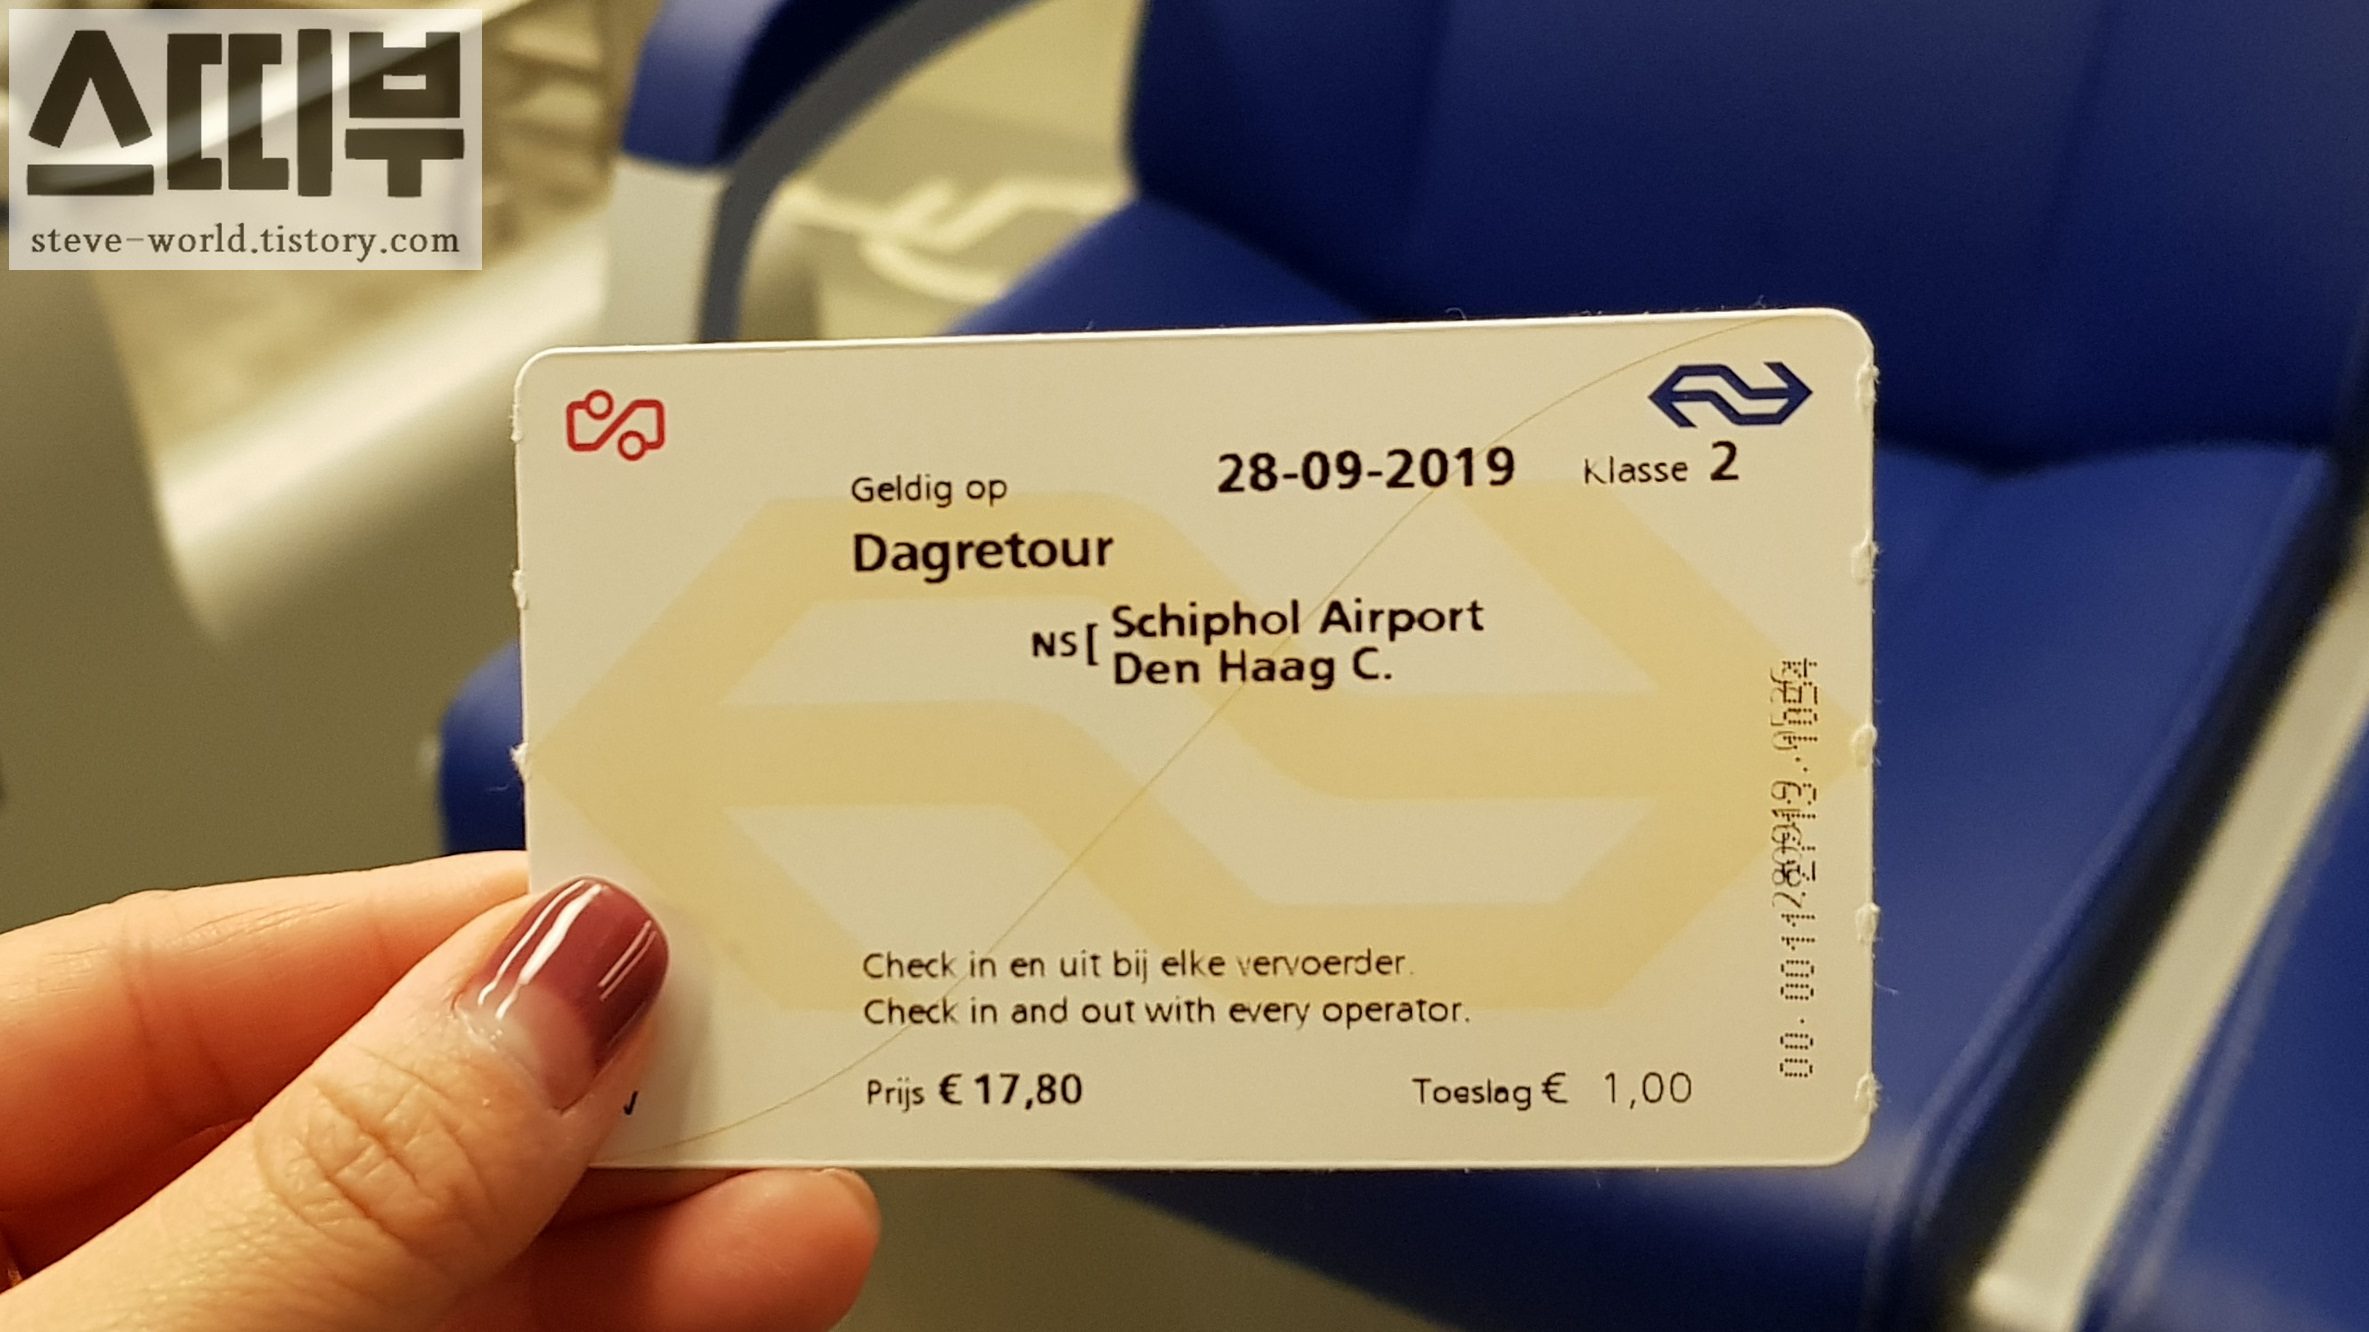 스띠부
steve-world.tistory.com
Geldig op 28-09-2019 Klasse 2
Dagretour
NS[ Schiphol Airport
Den Haag C.
Check in en uit bij elke vervoerder.
Check in and out with every operator.
Prijs € 17,80 Toeslag € 1,00